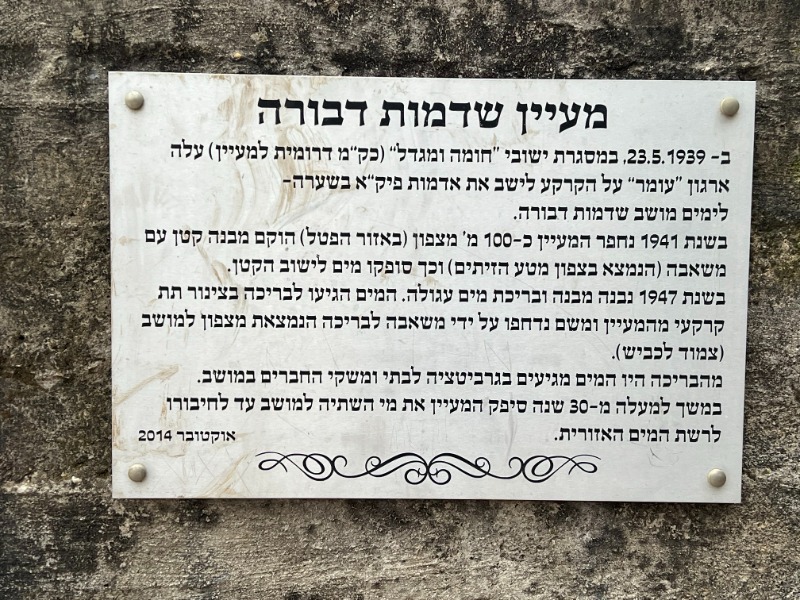 מעיין שדמות דבורה
ב- 23.5.1939, במסגרת ישובי "חומה ומגדל" (כק"מ דרומית למעיין) עלה
ארגון "עומר" על הקרקע לישב את אדמות פיק"א בשערה-
לימים מושב שדמות דבורה.
בשנת 1941 נחפר המעיין כ-100 מ' מצפון (באזור הפטל) הוקם מבנה קטן עם
משאבה (הנמצא בצפון מטע הזיתים) וכך סופקו מים לישוב הקטן.
בשנת 1947 נבנה מבנה ובריכת מים עגולה. המים הגיעו לבריכה בצינור תת
קרקעי מהמעיין ומשם נדחפו על ידי משאבה לבריכה הנמצאת מצפון למושב
(צמוד לכביש).
מהבריכה היו המים מגיעים בגרביטציה לבתי ומשקי החברים במושב.
במשך למעלה מ-30 שנה סיפק המעיין את מי השתיה למושב עד לחיבורו
לרשת המים האזורית.
אוקטובר 2014